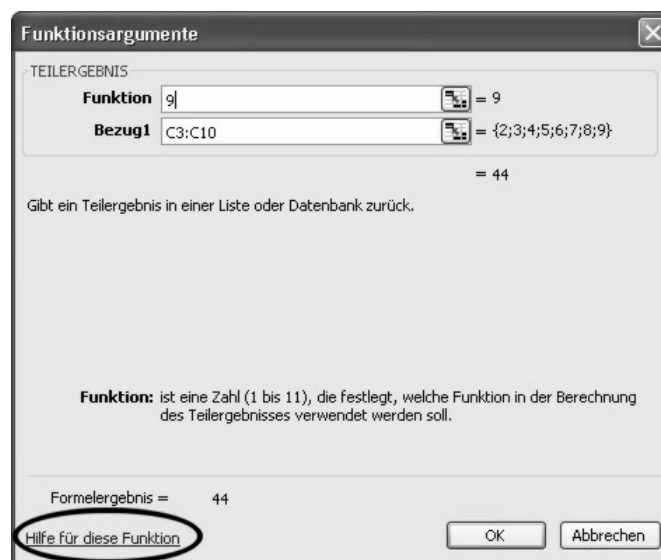 Funktionsargumente
TEILERGEBNIS
Funktion 9 = 9
Bezug1 C3:C10 = {2;3;4;5;6;7;8;9}
= 44
Gibt ein Teilergebnis in einer Liste oder Datenbank zurück.
Funktion: ist eine Zahl (1 bis 11), die festlegt, welche Funktion in der Berechnung
des Teilergebnisses verwendet werden soll.
Formelergebnis = 44
Hilfe für diese Funktion OK Abbrechen